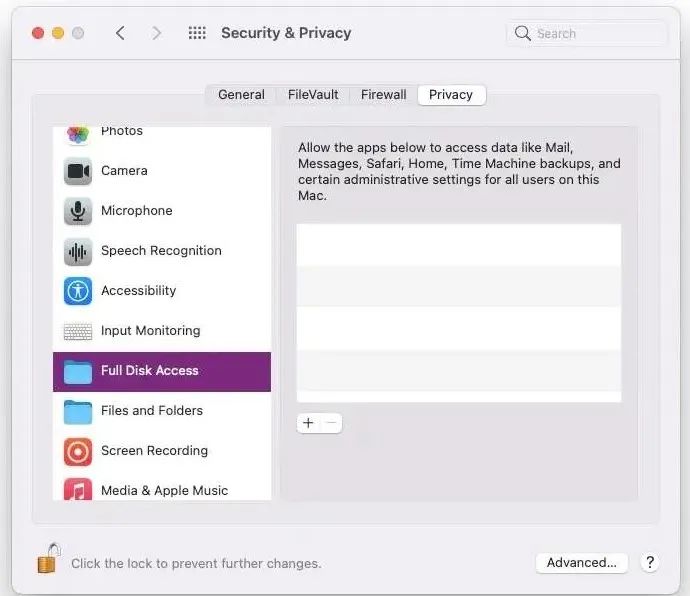 Security & Privacy
Search
General
FileVault
Firewall
Privacy
Photos
Camera
Microphone
Speech Recognition
Accessibility
Input Monitoring
Full Disk Access
Files and Folders
Screen Recording
Media & Apple Music
Allow the apps below to access data like Mail,
Messages, Safari, Home, Time Machine backups, and
certain administrative settings for all users on this
Mac.
+ −
Click the lock to prevent further changes.
Advanced...
?